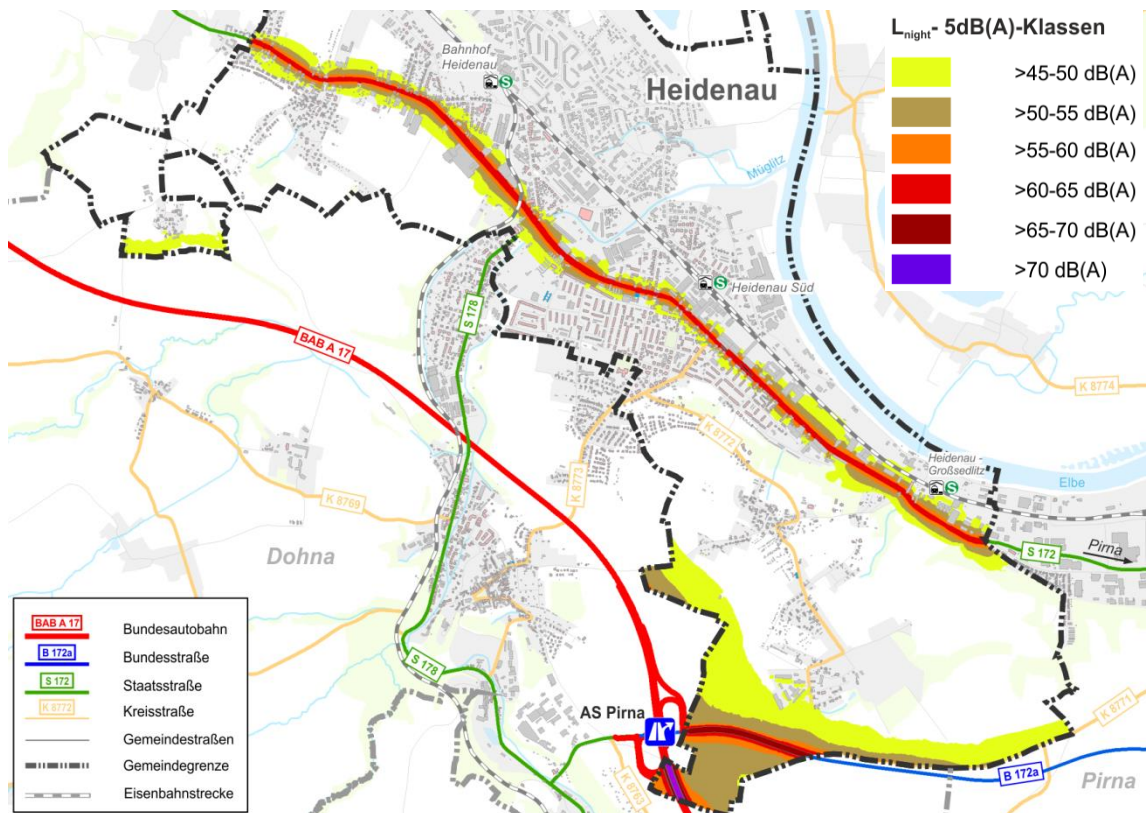 L night - 5dB(A)-Klassen
>45-50 dB(A)
>50-55 dB(A)
>55-60 dB(A)
>60-65 dB(A)
>65-70 dB(A)
>70 dB(A)
Bahnhof
Heidenau
S
Heidenau
Müglitz
S
Heidenau Süd
S 178
BAB A 17
K 8774
K 8772
K 8773
Heidenau -
Großsedlitz
S
Elbe
K 8769
Dohna
S 172
Pirna
S 178
AS Pirna
K 8771
K 8763
B 172a
Pirna
BAB A 17
Bundesautobahn
B 172a
Bundesstraße
S 172
Staatsstraße
K 8772
Kreisstraße
Gemeindestraßen
Gemeindegrenze
Eisenbahnstrecke